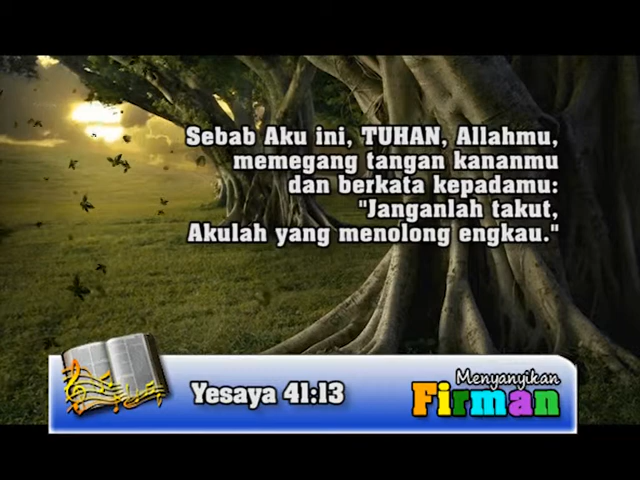 Sebab Aku ini, TUHAN, Allahmu,
memegang tangan kananmu
dan berkata kepadamu:
"Janganlah takut,
Akulah yang menolong engkau."
Yesaya 41:13
Menyanyikan
Firman